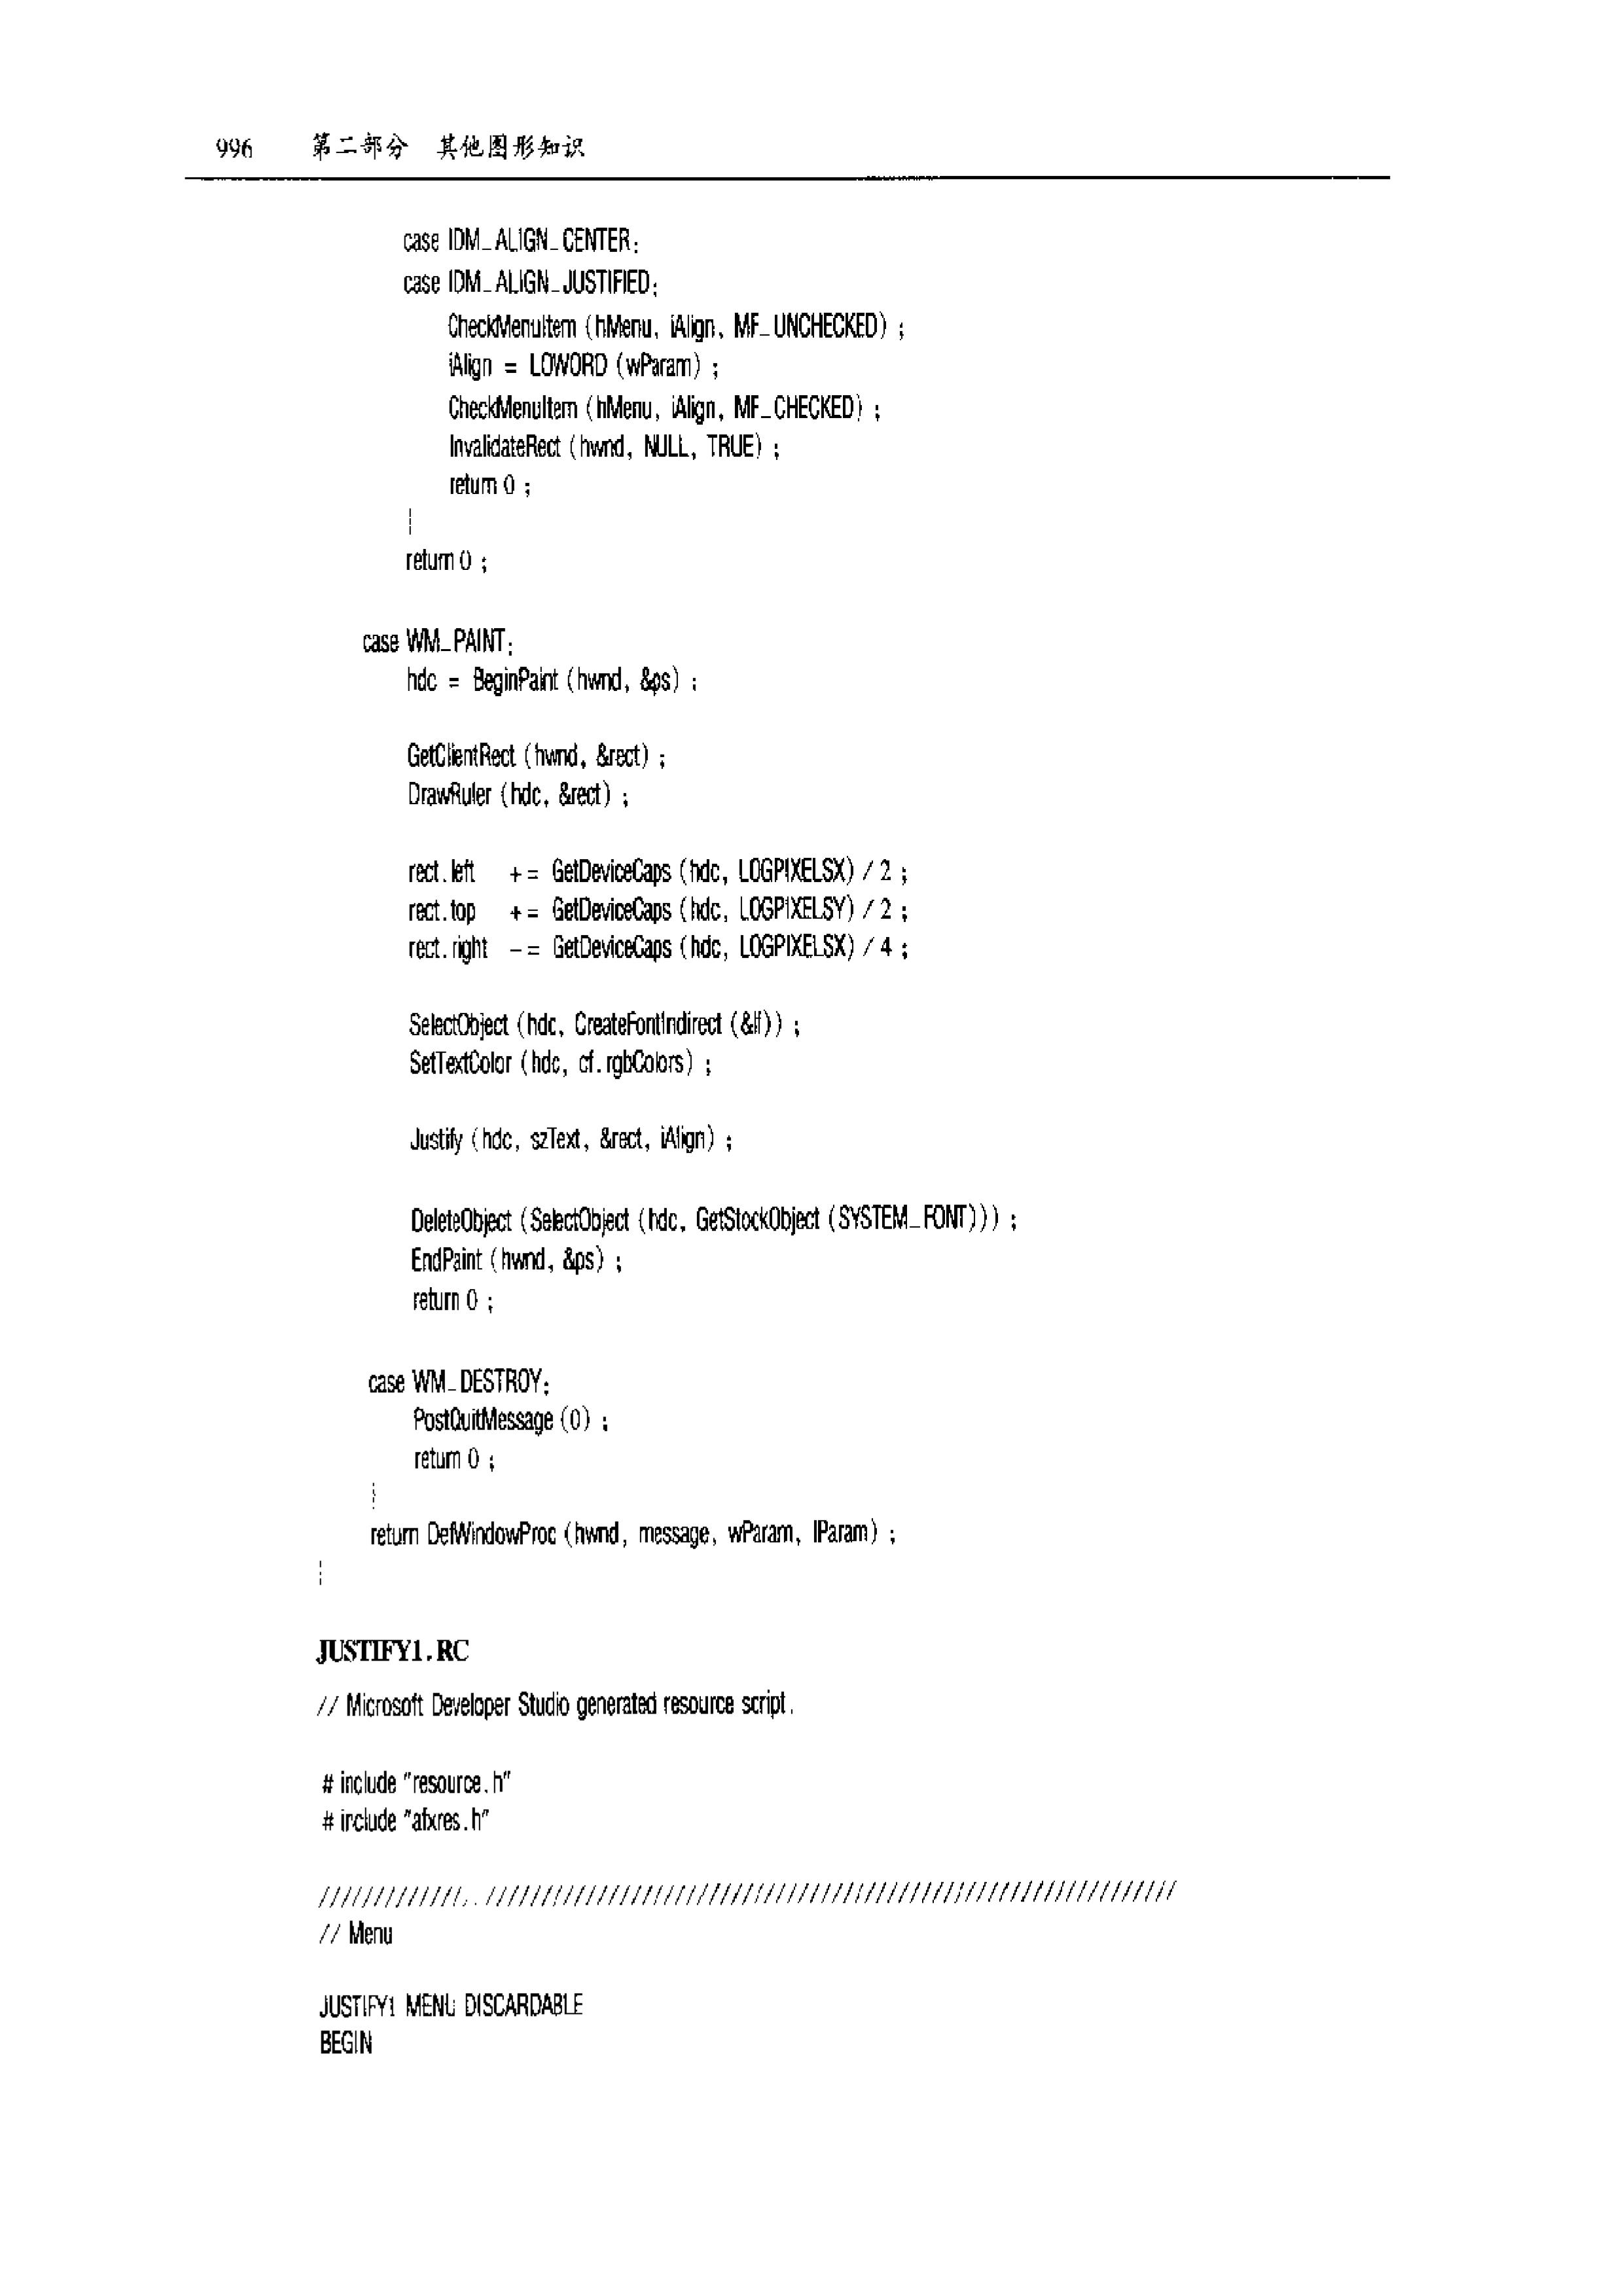 996 第二部分 其他图形知识
case IDM_ALIGN_CENTER:
case IDM_ALIGN_JUSTIFIED:
CheckMenuItem (hMenu, iAlign, MF_UNCHECKED) ;
iAlign = LOWORD (wParam) ;
CheckMenuItem (hMenu, iAlign, MF_CHECKED) ;
InvalidateRect (hwnd, NULL, TRUE) ;
return 0 ;
}
return 0 ;
case WM_PAINT:
hdc = BeginPaint (hwnd, &ps) ;
GetClientRect (hwnd, &rect) ;
DrawRuler (hdc, &rect) ;
rect.left += GetDeviceCaps (hdc, LOGPIXELSX) / 2 ;
rect.top += GetDeviceCaps (hdc, LOGPIXELSY) / 2 ;
rect.right -= GetDeviceCaps (hdc, LOGPIXELSX) / 4 ;
SelectObject (hdc, CreateFontIndirect (&lf)) ;
SetTextColor (hdc, cf.rgbColors) ;
Justify (hdc, szText, &rect, iAlign) ;
DeleteObject (SelectObject (hdc, GetStockObject (SYSTEM_FONT))) ;
EndPaint (hwnd, &ps) ;
return 0 ;
case WM_DESTROY:
PostQuitMessage (0) ;
return 0 ;
}
return DefWindowProc (hwnd, message, wParam, lParam) ;
}
JUSTIFY1.RC
// Microsoft Developer Studio generated resource script.
# include "resource.h"
# include "afxres.h"
/////////////////////////////////////////////////////////////////////////////
// Menu
JUSTIFY1 MENU DISCARDABLE
BEGIN